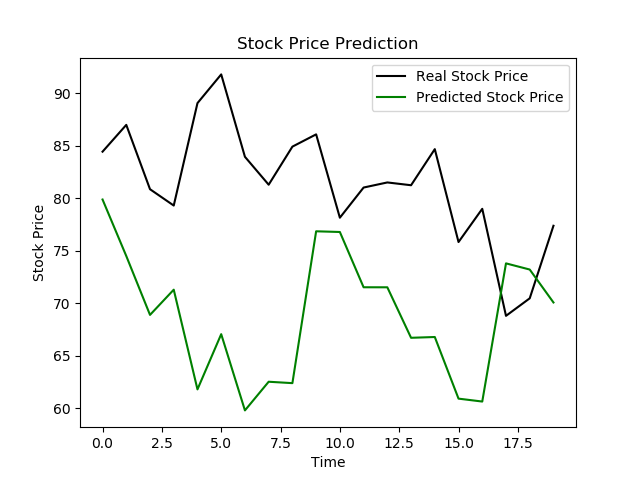 Stock Price Prediction
Real Stock Price
Predicted Stock Price
Stock Price
90
85
80
75
70
65
60
0.0 2.5 5.0 7.5 10.0 12.5 15.0 17.5
Time